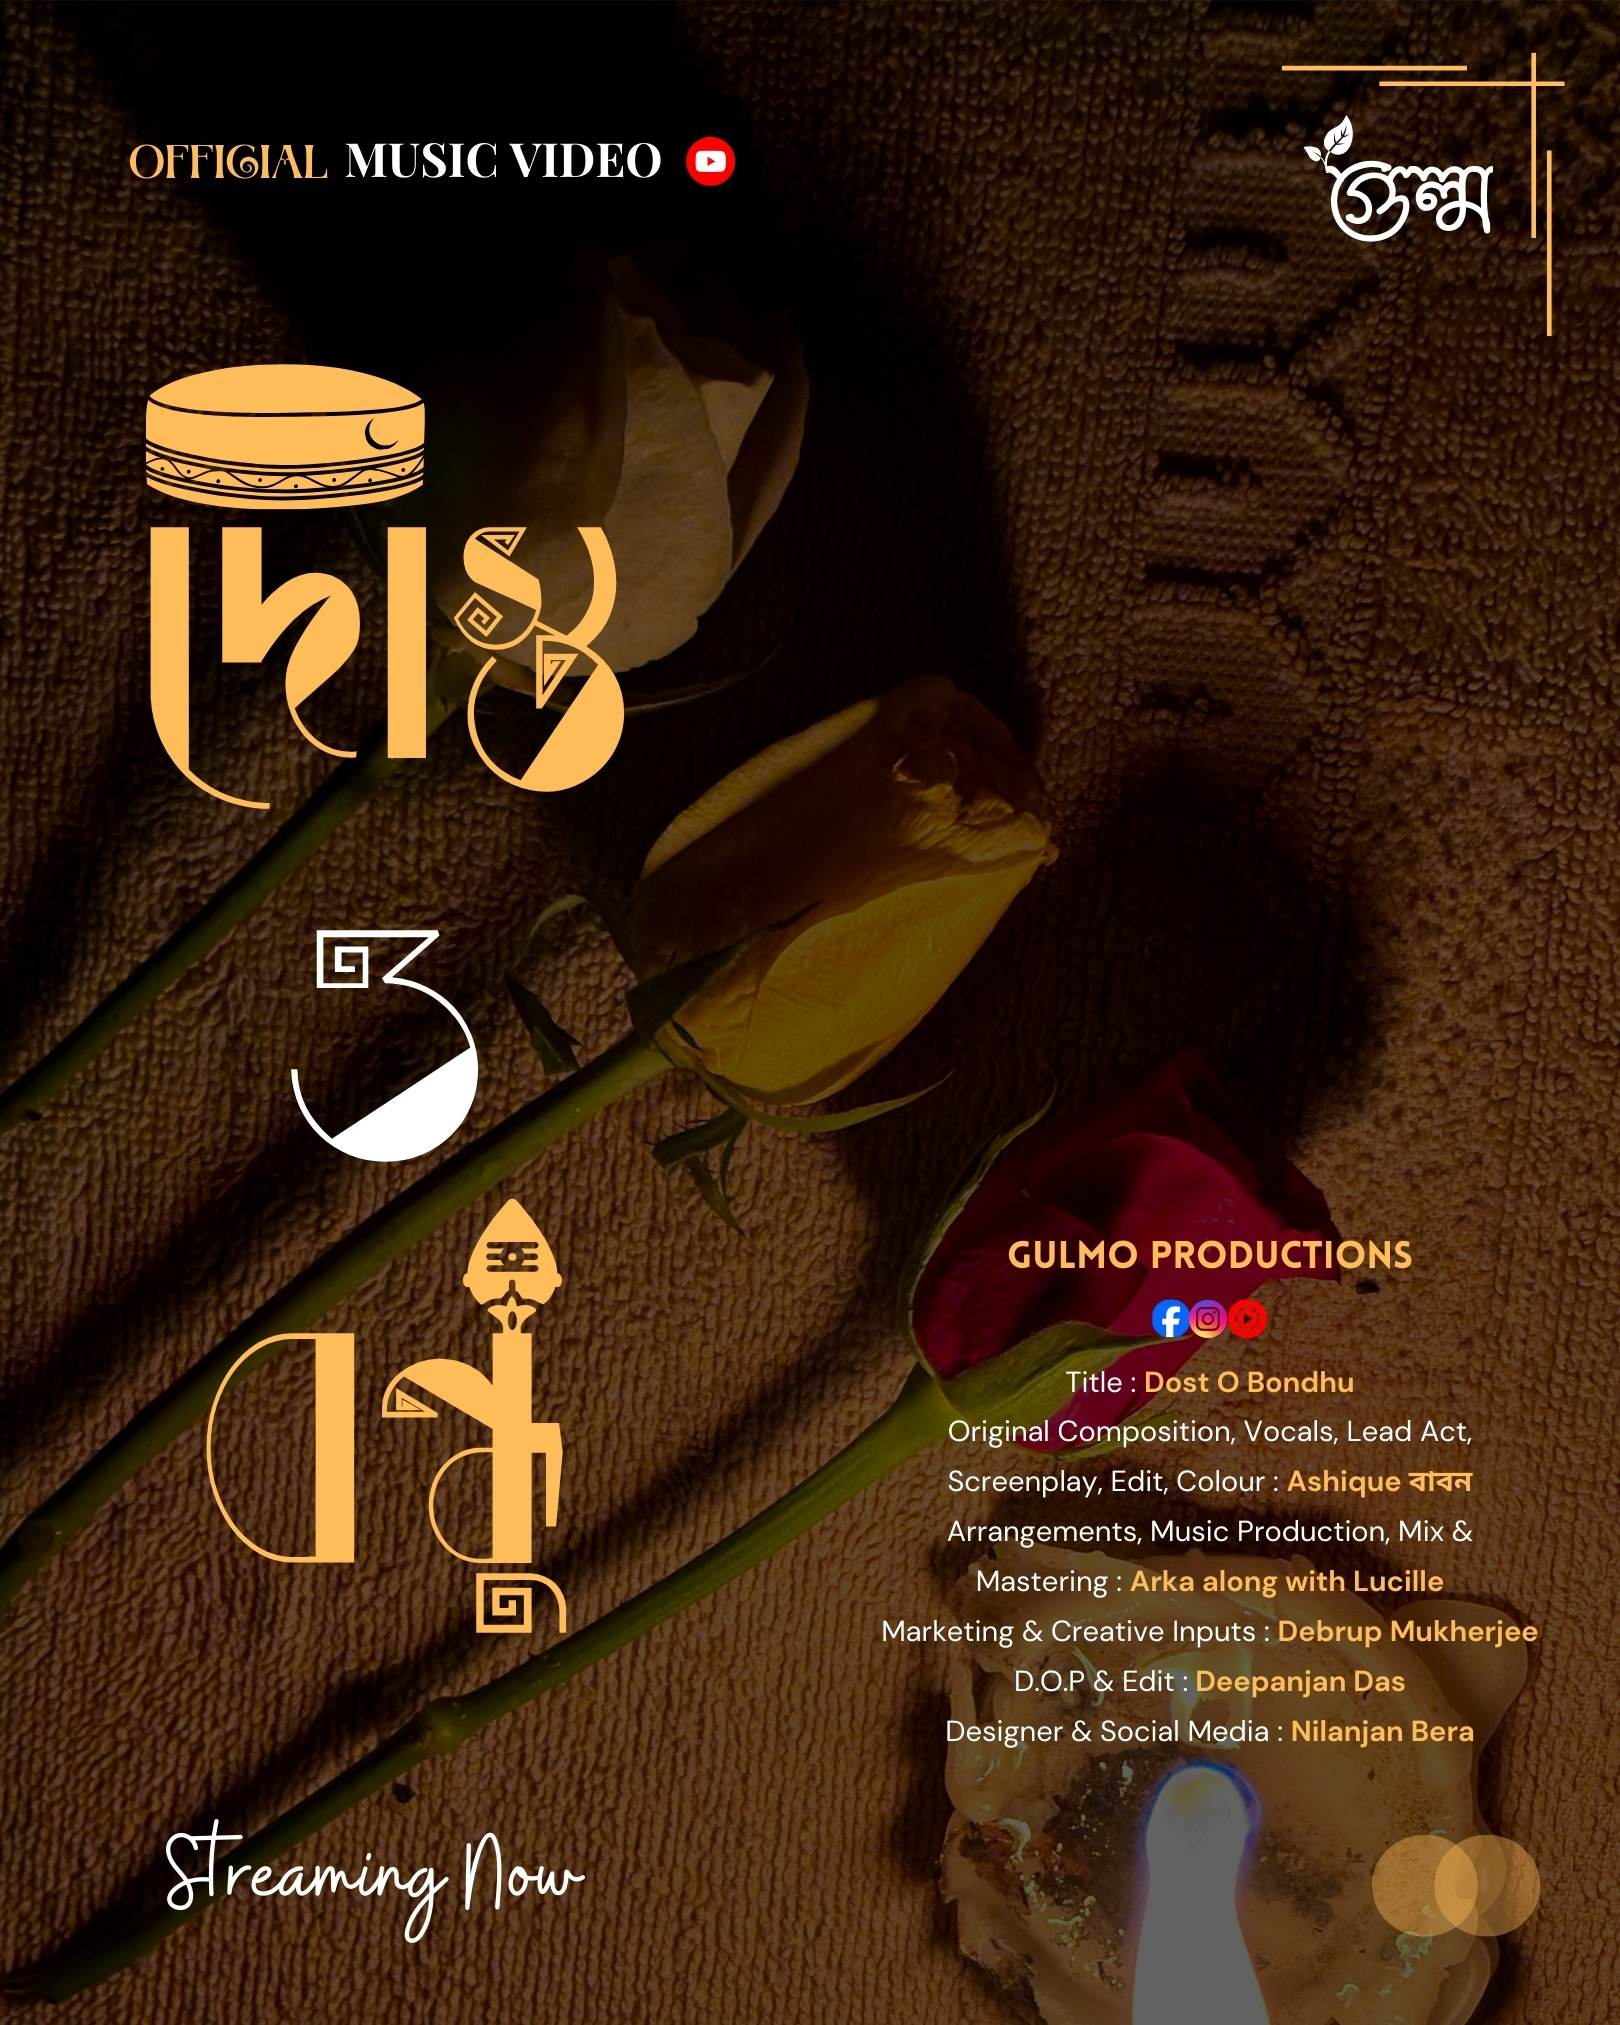 OFFICIAL MUSIC VIDEO
গুল্ম
দোস্ত
ও
বন্ধু
GULMO PRODUCTIONS
Title : Dost O Bondhu
Original Composition, Vocals, Lead Act,
Screenplay, Edit, Colour : Ashique বাবন
Arrangements, Music Production, Mix &
Mastering : Arka along with Lucille
Marketing & Creative Inputs : Debrup Mukherjee
D.O.P & Edit : Deepanjan Das
Designer & Social Media : Nilanjan Bera
Streaming Now